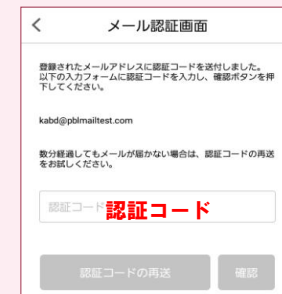 メール認証画面
登録されたメールアドレスに認証コードを送付しました。
以下の入力フォームに認証コードを入力し、確認ボタンを押
下してください。
kabd@pblmailtest.com
数分経過してもメールが届かない場合は、認証コードの再送
をお試しください。
認証コード 認証コード
認証コードの再送 確認